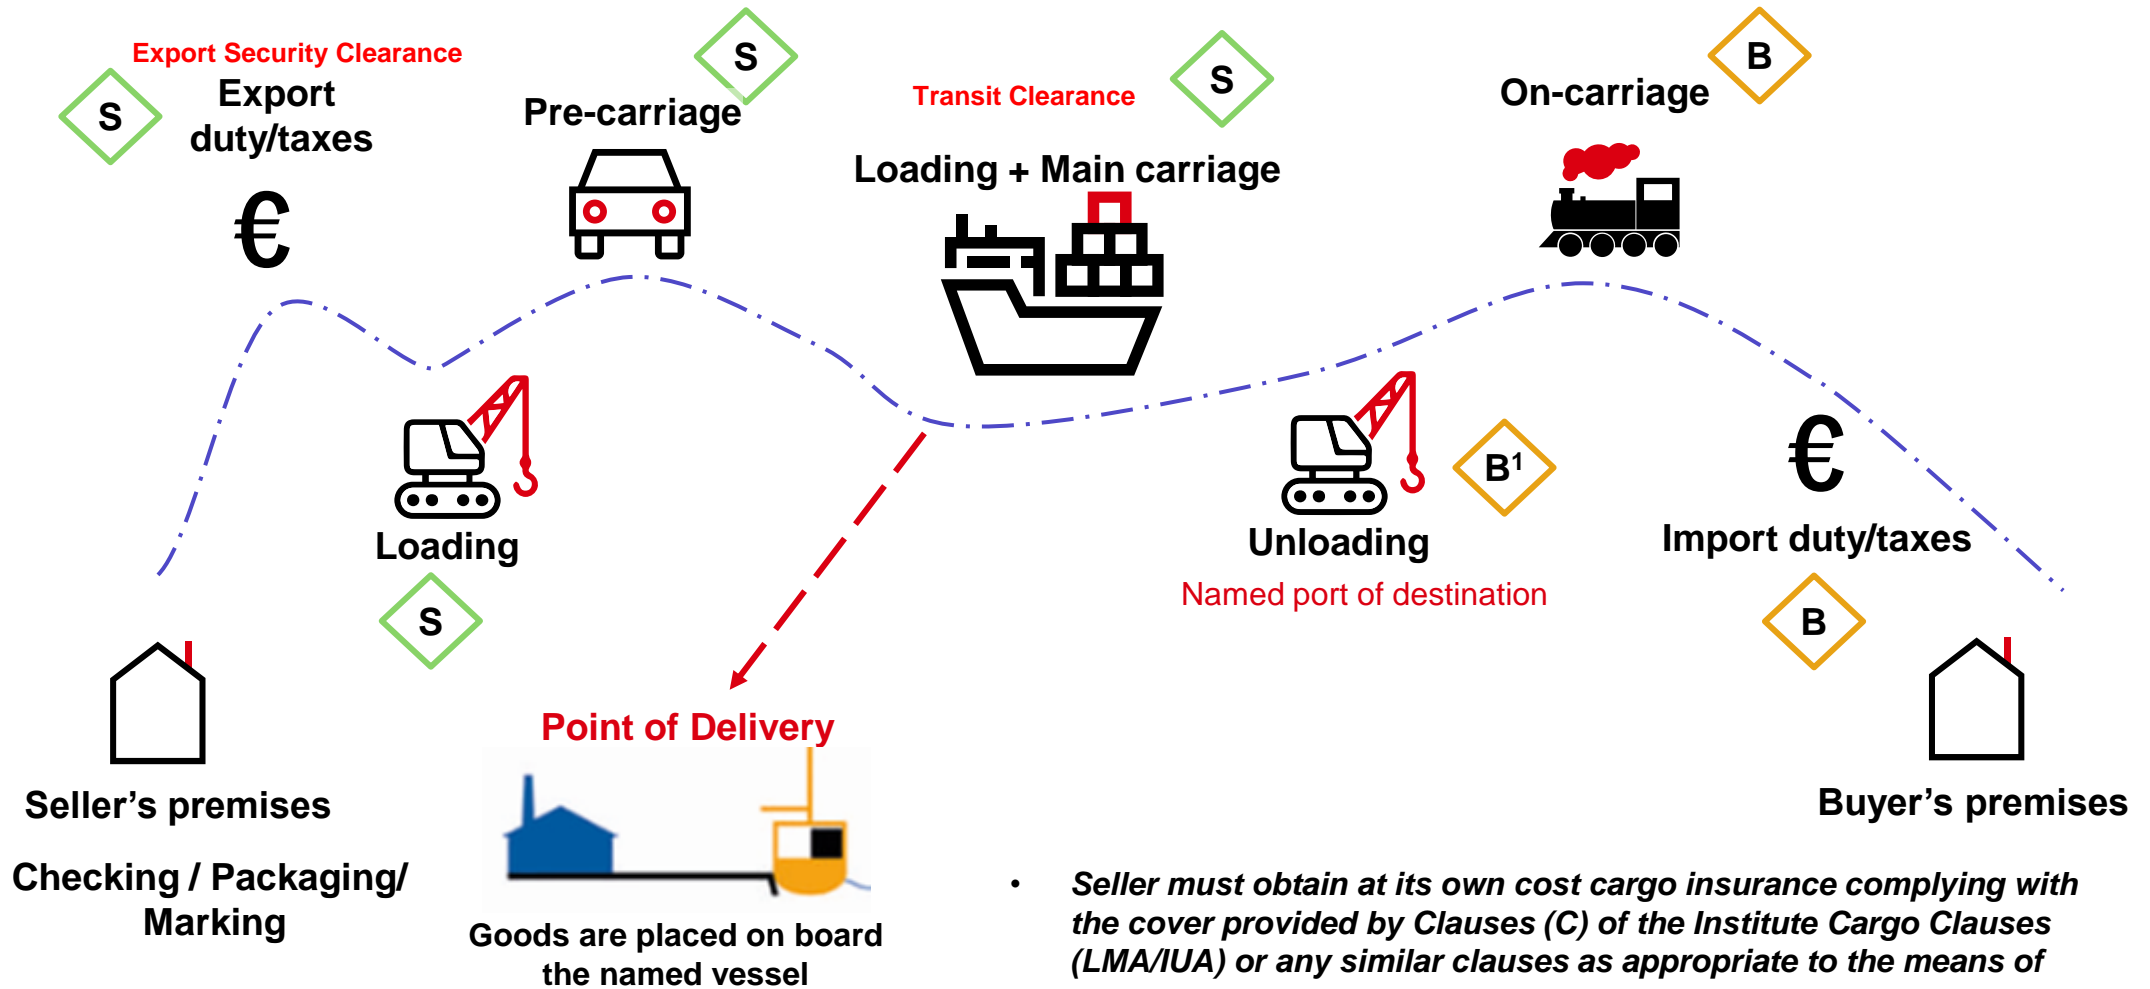 Export Security Clearance
S
Export
duty/taxes
€
S
Pre-carriage
Transit Clearance
S
Loading + Main carriage
B
On-carriage
Loading
S
Unloading
B¹
Named port of destination
€
Import duty/taxes
B
Point of Delivery
Goods are placed on board
the named vessel
Seller’s premises
Checking / Packaging/
Marking
Buyer’s premises
• Seller must obtain at its own cost cargo insurance complying with
the cover provided by Clauses (C) of the Institute Cargo Clauses
(LMA/IUA) or any similar clauses as appropriate to the means of